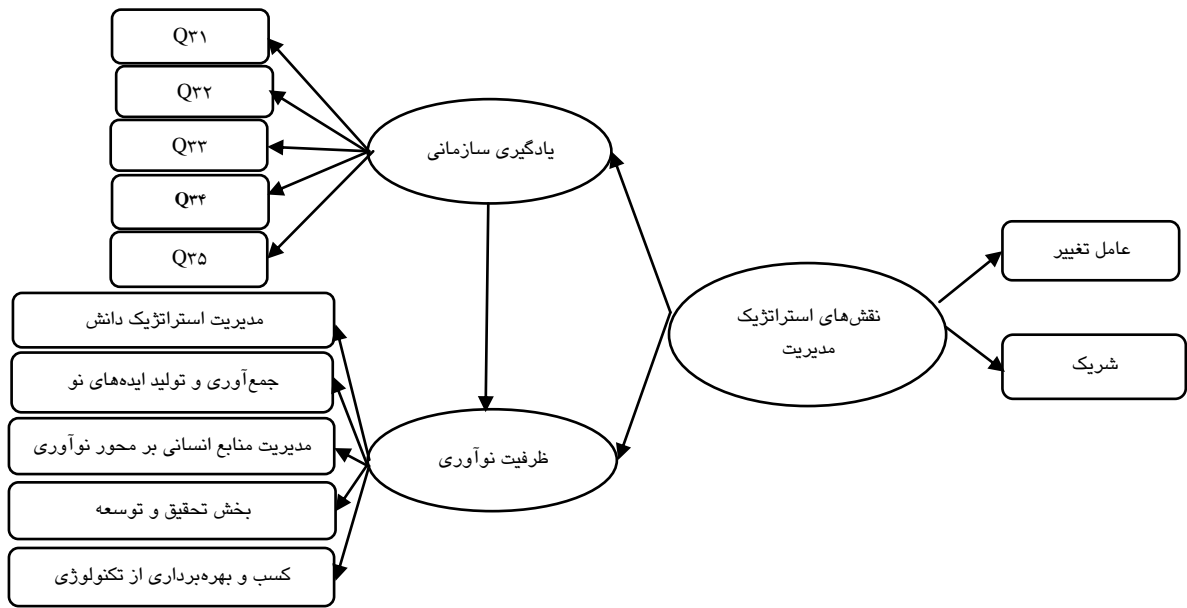 Q۳۱
Q۳۲
Q۳۳
Q۳۴
Q۳۵
یادگیری سازمانی
عامل تغییر
نقش‌های استراتژیک
مدیریت
شریک
مدیریت استراتژیک دانش
جمع‌آوری و تولید ایده‌های نو
مدیریت منابع انسانی بر محور نوآوری
بخش تحقیق و توسعه
کسب و بهره‌برداری از تکنولوژی
ظرفیت نوآوری